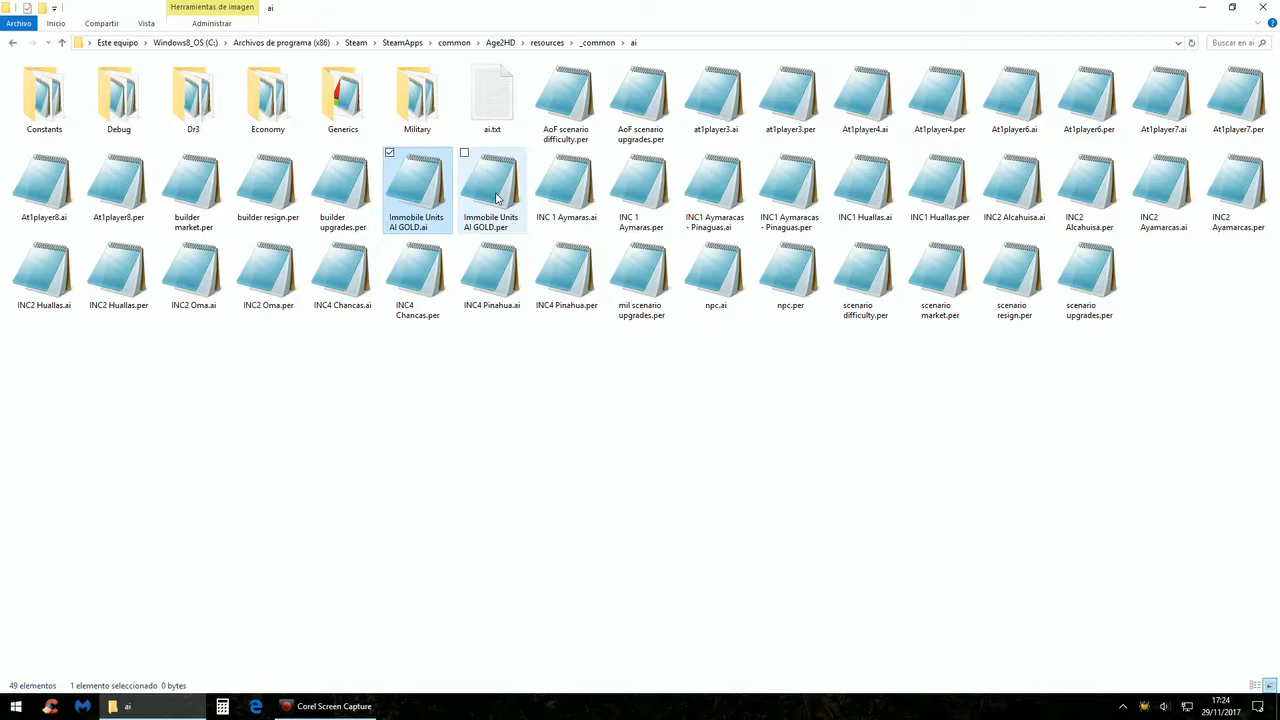 Herramientas de imagen
ai
Archivo
Inicio
Compartir
Vista
Administrar
Este equipo
Windows8_OS (C:)
Archivos de programa (x86)
Steam
SteamApps
common
Age2HD
resources
_common
ai
Buscar en ai
Constants
Debug
Dr3
Economy
Generics
Military
ai.txt
AoF scenario
difficulty.per
AoF scenario
upgrades.per
at1player3.ai
at1player3.per
At1player4.ai
At1player4.per
At1player6.ai
At1player6.per
At1player7.ai
At1player7.per
At1player8.ai
At1player8.per
builder
market.per
builder resign.per
builder
upgrades.per
Immobile Units
AI GOLD.ai
Immobile Units
AI GOLD.per
INC 1 Aymaras.ai
INC 1
Aymaras.per
INC1 Aymaracas
- Pinaguas.ai
INC1 Aymaracas
- Pinaguas.per
INC1 Huallas.ai
INC1 Huallas.per
INC2 Alcahuisa.ai
INC2
Alcahuisa.per
INC2
Ayamarcas.ai
INC2
Ayamarcas.per
INC2 Huallas.ai
INC2 Huallas.per
INC2 Oma.ai
INC2 Oma.per
INC4 Chancas.ai
INC4
Chancas.per
INC4 Pinahua.ai
INC4 Pinahua.per
mil scenario
upgrades.per
npc.ai
npc.per
scenario
difficulty.per
scenario
market.per
scenario
resign.per
scenario
upgrades.per
49 elementos
1 elemento seleccionado
0 bytes
ai
Corel Screen Capture
17:24
29/11/2017